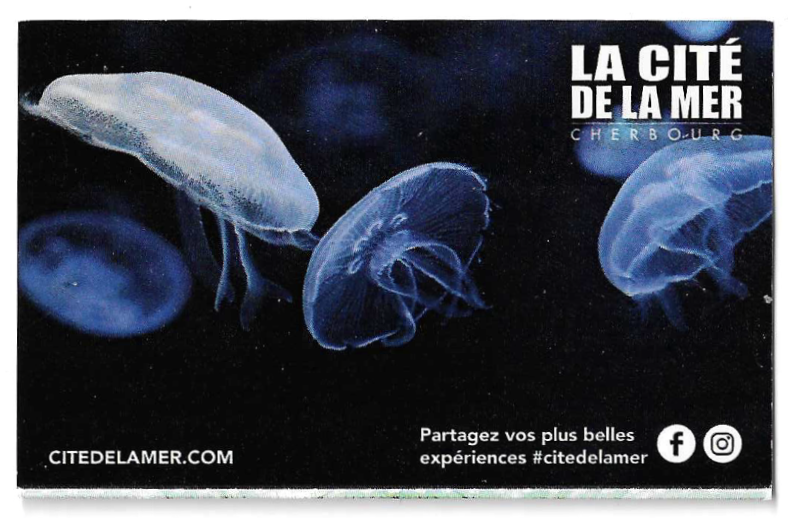 LA CITÉ
DE LA MER
CHERBOURG
CITEDELAMER.COM
Partagez vos plus belles
expériences #citedelamer